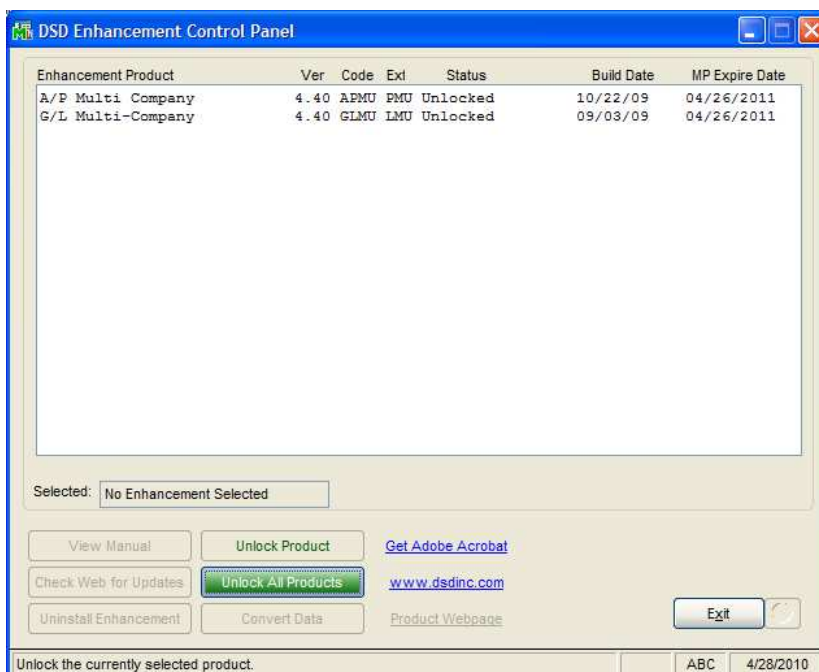 DSD Enhancement Control Panel
Enhancement Product Ver Code Ext Status Build Date MP Expire Date
A/P Multi Company 4.40 APMU PMU Unlocked 10/22/09 04/26/2011
G/L Multi-Company 4.40 GLMU LMU Unlocked 09/03/09 04/26/2011
Selected: No Enhancement Selected
View Manual Unlock Product Get Adobe Acrobat
Check Web for Updates Unlock All Products www.dsdinc.com
Uninstall Enhancement Convert Data Product Webpage Exit
Unlock the currently selected product. ABC 4/28/2010